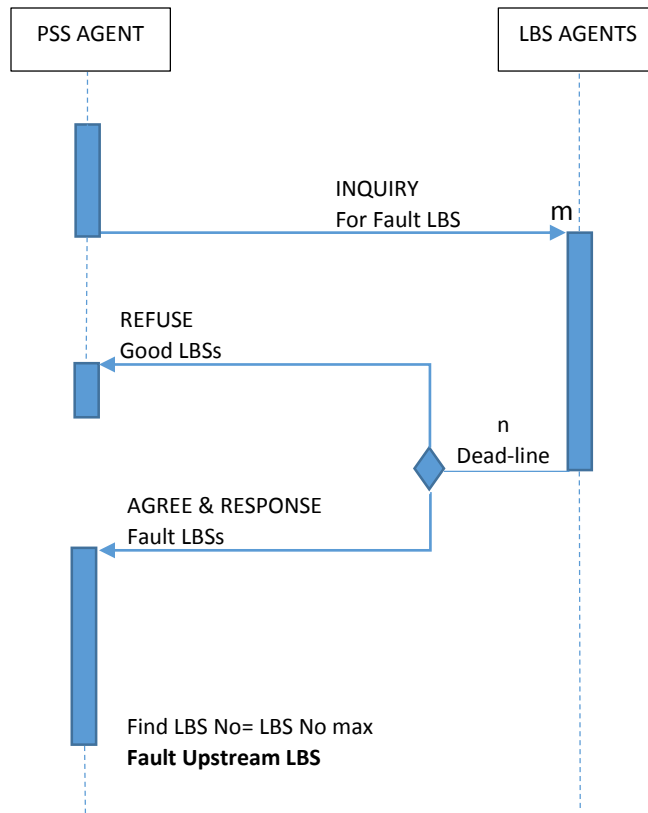 PSS AGENT
LBS AGENTS
INQUIRY
For Fault LBS
m
REFUSE
Good LBSs
n
Dead-line
AGREE & RESPONSE
Fault LBSs
Find LBS No= LBS No max
Fault Upstream LBS